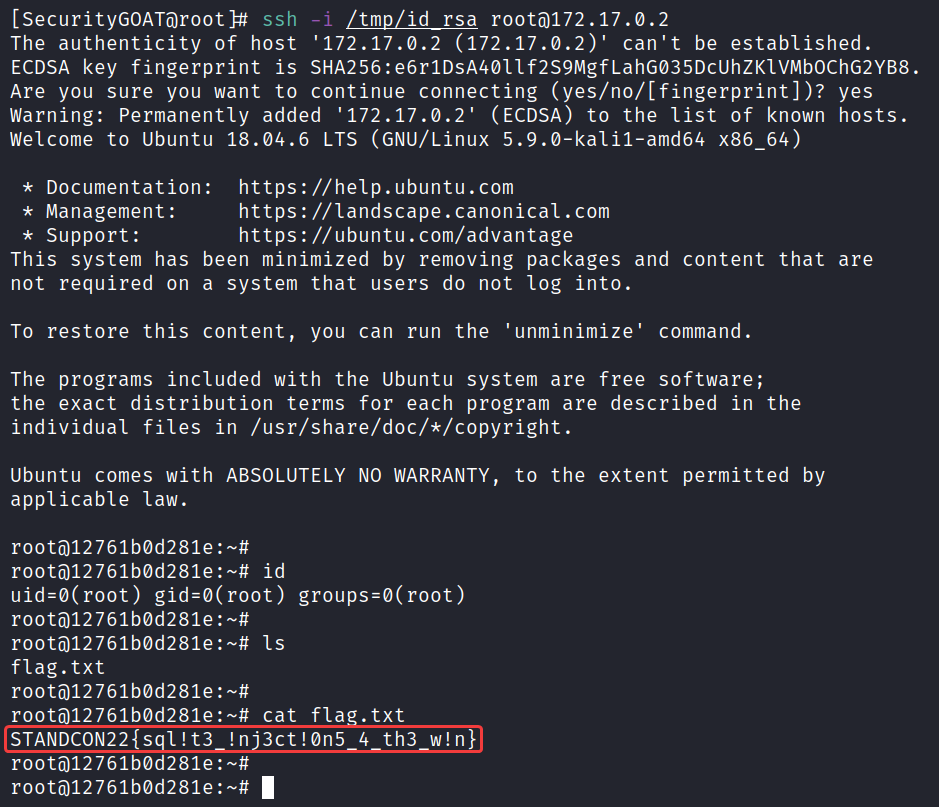 [SecurityGOAT@root]# ssh -i /tmp/id_rsa root@172.17.0.2
The authenticity of host '172.17.0.2 (172.17.0.2)' can't be established.
ECDSA key fingerprint is SHA256:e6r1DsA40llf2S9MgfLahG035DcUhZKlVMbOChG2YB8.
Are you sure you want to continue connecting (yes/no/[fingerprint])? yes
Warning: Permanently added '172.17.0.2' (ECDSA) to the list of known hosts.
Welcome to Ubuntu 18.04.6 LTS (GNU/Linux 5.9.0-kali1-amd64 x86_64)

 * Documentation:  https://help.ubuntu.com
 * Management:     https://landscape.canonical.com
 * Support:        https://ubuntu.com/advantage
This system has been minimized by removing packages and content that are
not required on a system that users do not log into.

To restore this content, you can run the 'unminimize' command.

The programs included with the Ubuntu system are free software;
the exact distribution terms for each program are described in the
individual files in /usr/share/doc/*/copyright.

Ubuntu comes with ABSOLUTELY NO WARRANTY, to the extent permitted by
applicable law.

root@12761b0d281e:~#
root@12761b0d281e:~# id
uid=0(root) gid=0(root) groups=0(root)
root@12761b0d281e:~#
root@12761b0d281e:~# ls
flag.txt
root@12761b0d281e:~#
root@12761b0d281e:~# cat flag.txt
STANDCON22{sql!t3_!nj3ct!0n5_4_th3_w!n}
root@12761b0d281e:~#
root@12761b0d281e:~#